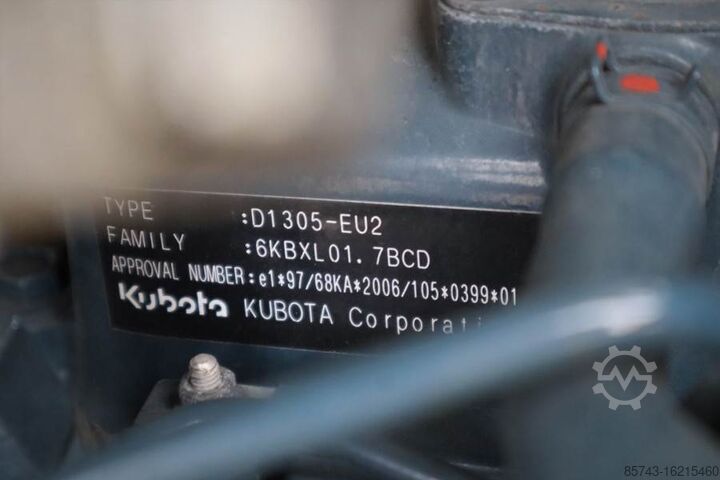 TYPE :D1305-EU2
FAMILY :6KBXL01.7BCD
APPROVAL NUMBER:e1*97/68KA*2006/105*0399*01
Kubota KUBOTA Corporati
85743-16215460